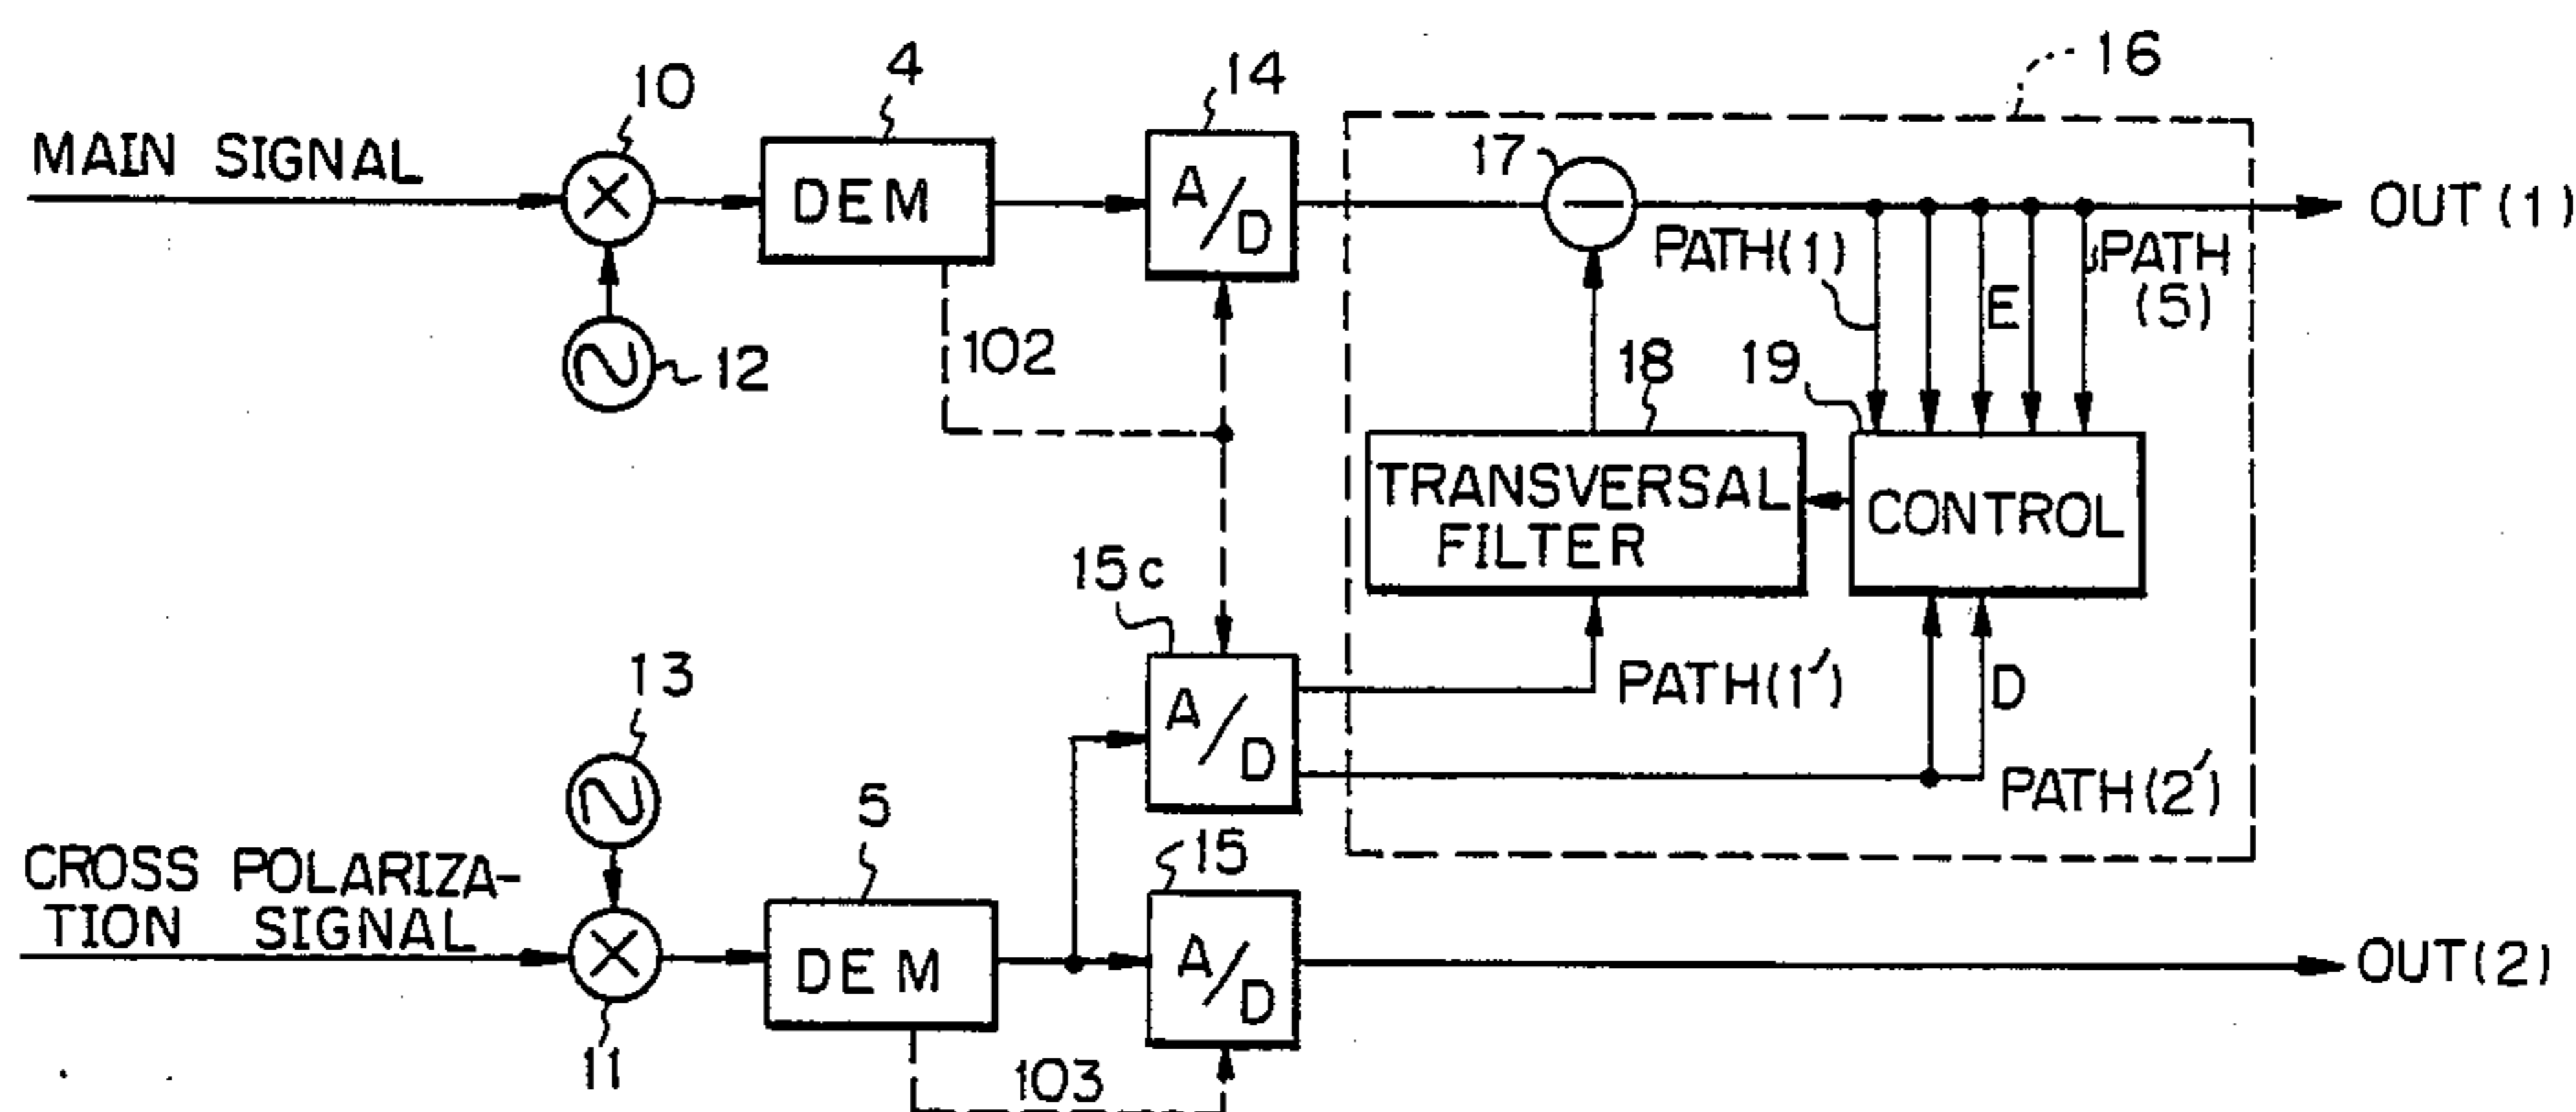 16
4
14
10
MAIN SIGNAL
DEM
A/D
17
OUT(1)
PATH(1)
PATH
(5)
E
102
12
18
19
TRANSVERSAL
FILTER
CONTROL
15c
13
A/D
PATH(1')
D
PATH(2')
5
15
CROSS POLARIZA-
TION SIGNAL
DEM
A/D
OUT(2)
11
103